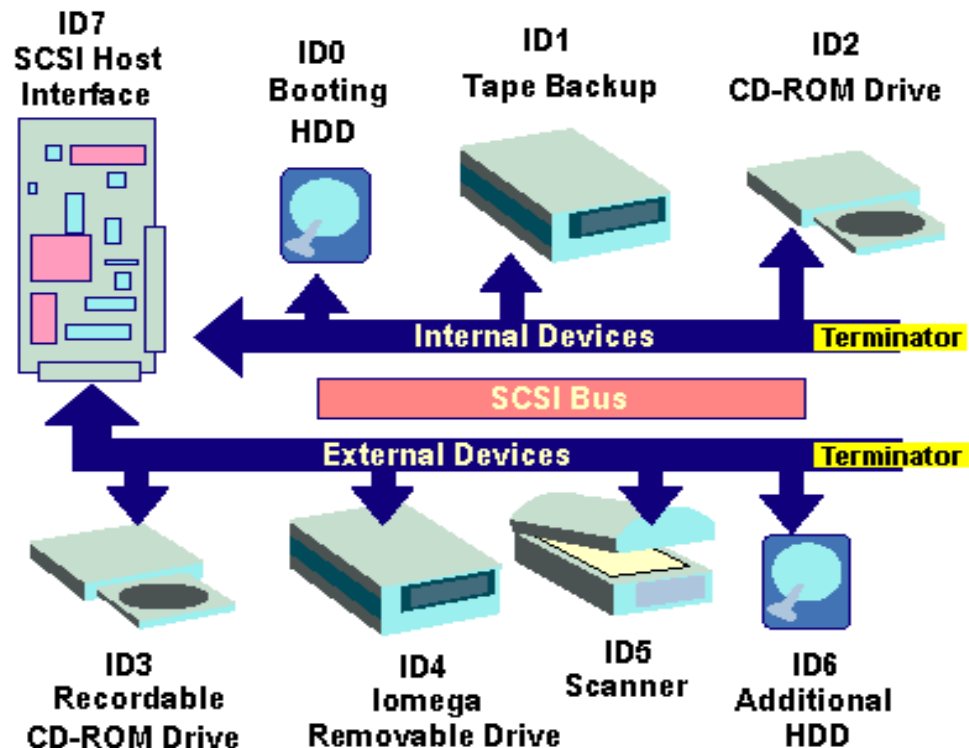 ID7
SCSI Host
Interface
ID0
Booting
HDD
ID1
Tape Backup
ID2
CD-ROM Drive
Internal Devices
Terminator
SCSI Bus
External Devices
Terminator
ID3
Recordable
CD-ROM Drive
ID4
Iomega
Removable Drive
ID5
Scanner
ID6
Additional
HDD